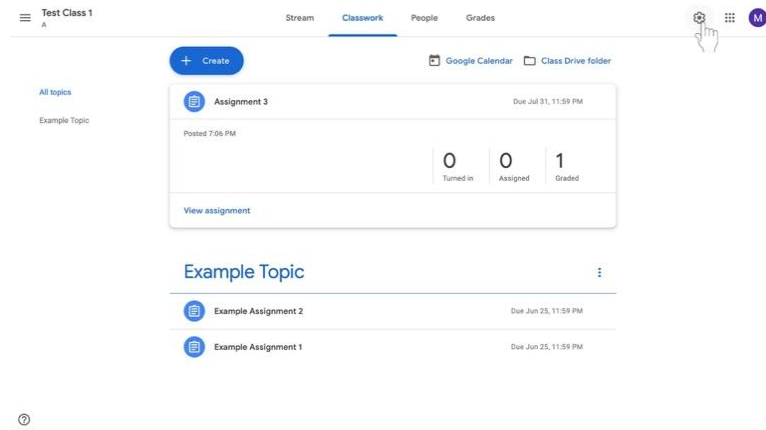 Test Class 1
A
Stream
Classwork
People
Grades
M
+ Create
Google Calendar
Class Drive folder
All topics
Example Topic
Assignment 3
Due Jul 31, 11:59 PM
Posted 7:06 PM
0
Turned in
0
Assigned
1
Graded
View assignment
Example Topic
Example Assignment 2
Due Jun 25, 11:59 PM
Example Assignment 1
Due Jun 25, 11:59 PM
?